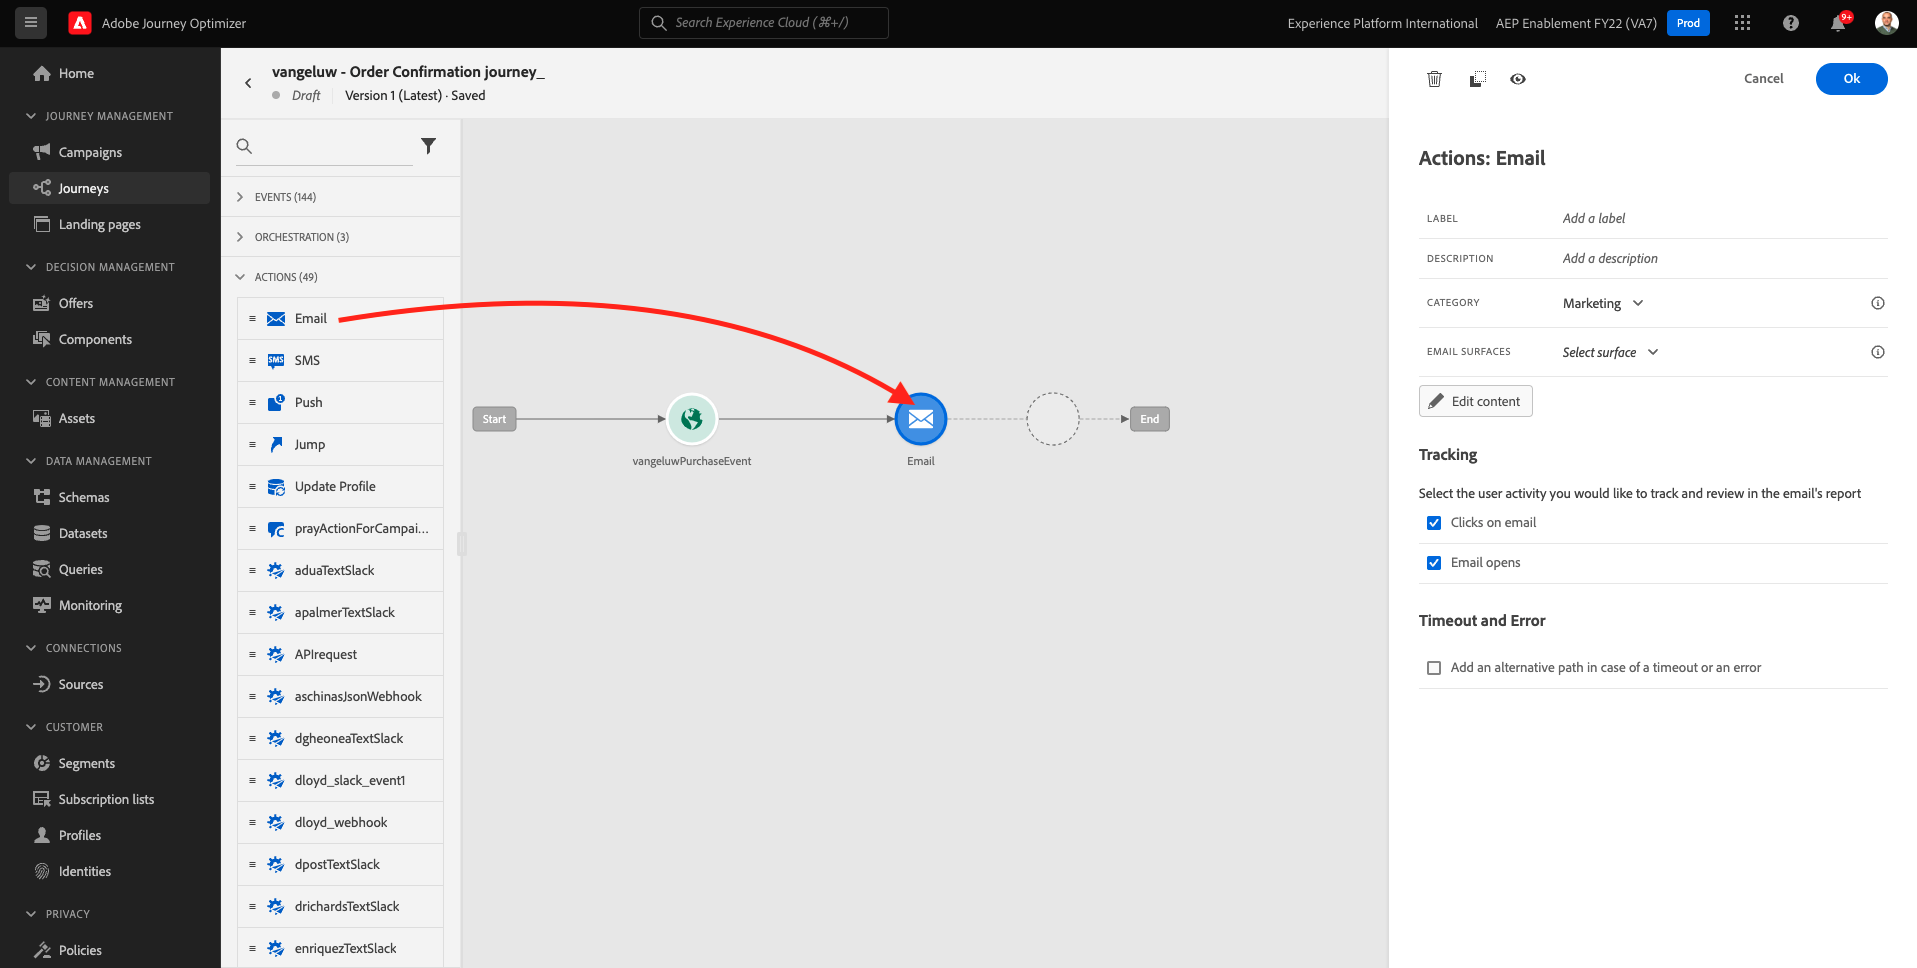 Adobe Journey Optimizer
Search Experience Cloud (⌘+/)
Experience Platform International
AEP Enablement FY22 (VA7)
Prod
9+
Home
JOURNEY MANAGEMENT
Campaigns
Journeys
Landing pages
DECISION MANAGEMENT
Offers
Components
CONTENT MANAGEMENT
Assets
DATA MANAGEMENT
Schemas
Datasets
Queries
Monitoring
CONNECTIONS
Sources
CUSTOMER
Segments
Subscription lists
Profiles
Identities
PRIVACY
Policies
vangeluw - Order Confirmation journey_
Draft
Version 1 (Latest) · Saved
EVENTS (144)
ORCHESTRATION (3)
ACTIONS (49)
Email
SMS
SMS
Push
Jump
Update Profile
prayActionForCampai...
aduaTextSlack
apalmerTextSlack
APIrequest
aschinasJsonWebhook
dgheoneaTextSlack
dloyd_slack_event1
dloyd_webhook
dpostTextSlack
drichardsTextSlack
enriquezTextSlack
Start
vangeluwPurchaseEvent
Email
End
Cancel
Ok
Actions: Email
LABEL
Add a label
DESCRIPTION
Add a description
CATEGORY
Marketing
EMAIL SURFACES
Select surface
Edit content
Tracking
Select the user activity you would like to track and review in the email's report
Clicks on email
Email opens
Timeout and Error
Add an alternative path in case of a timeout or an error